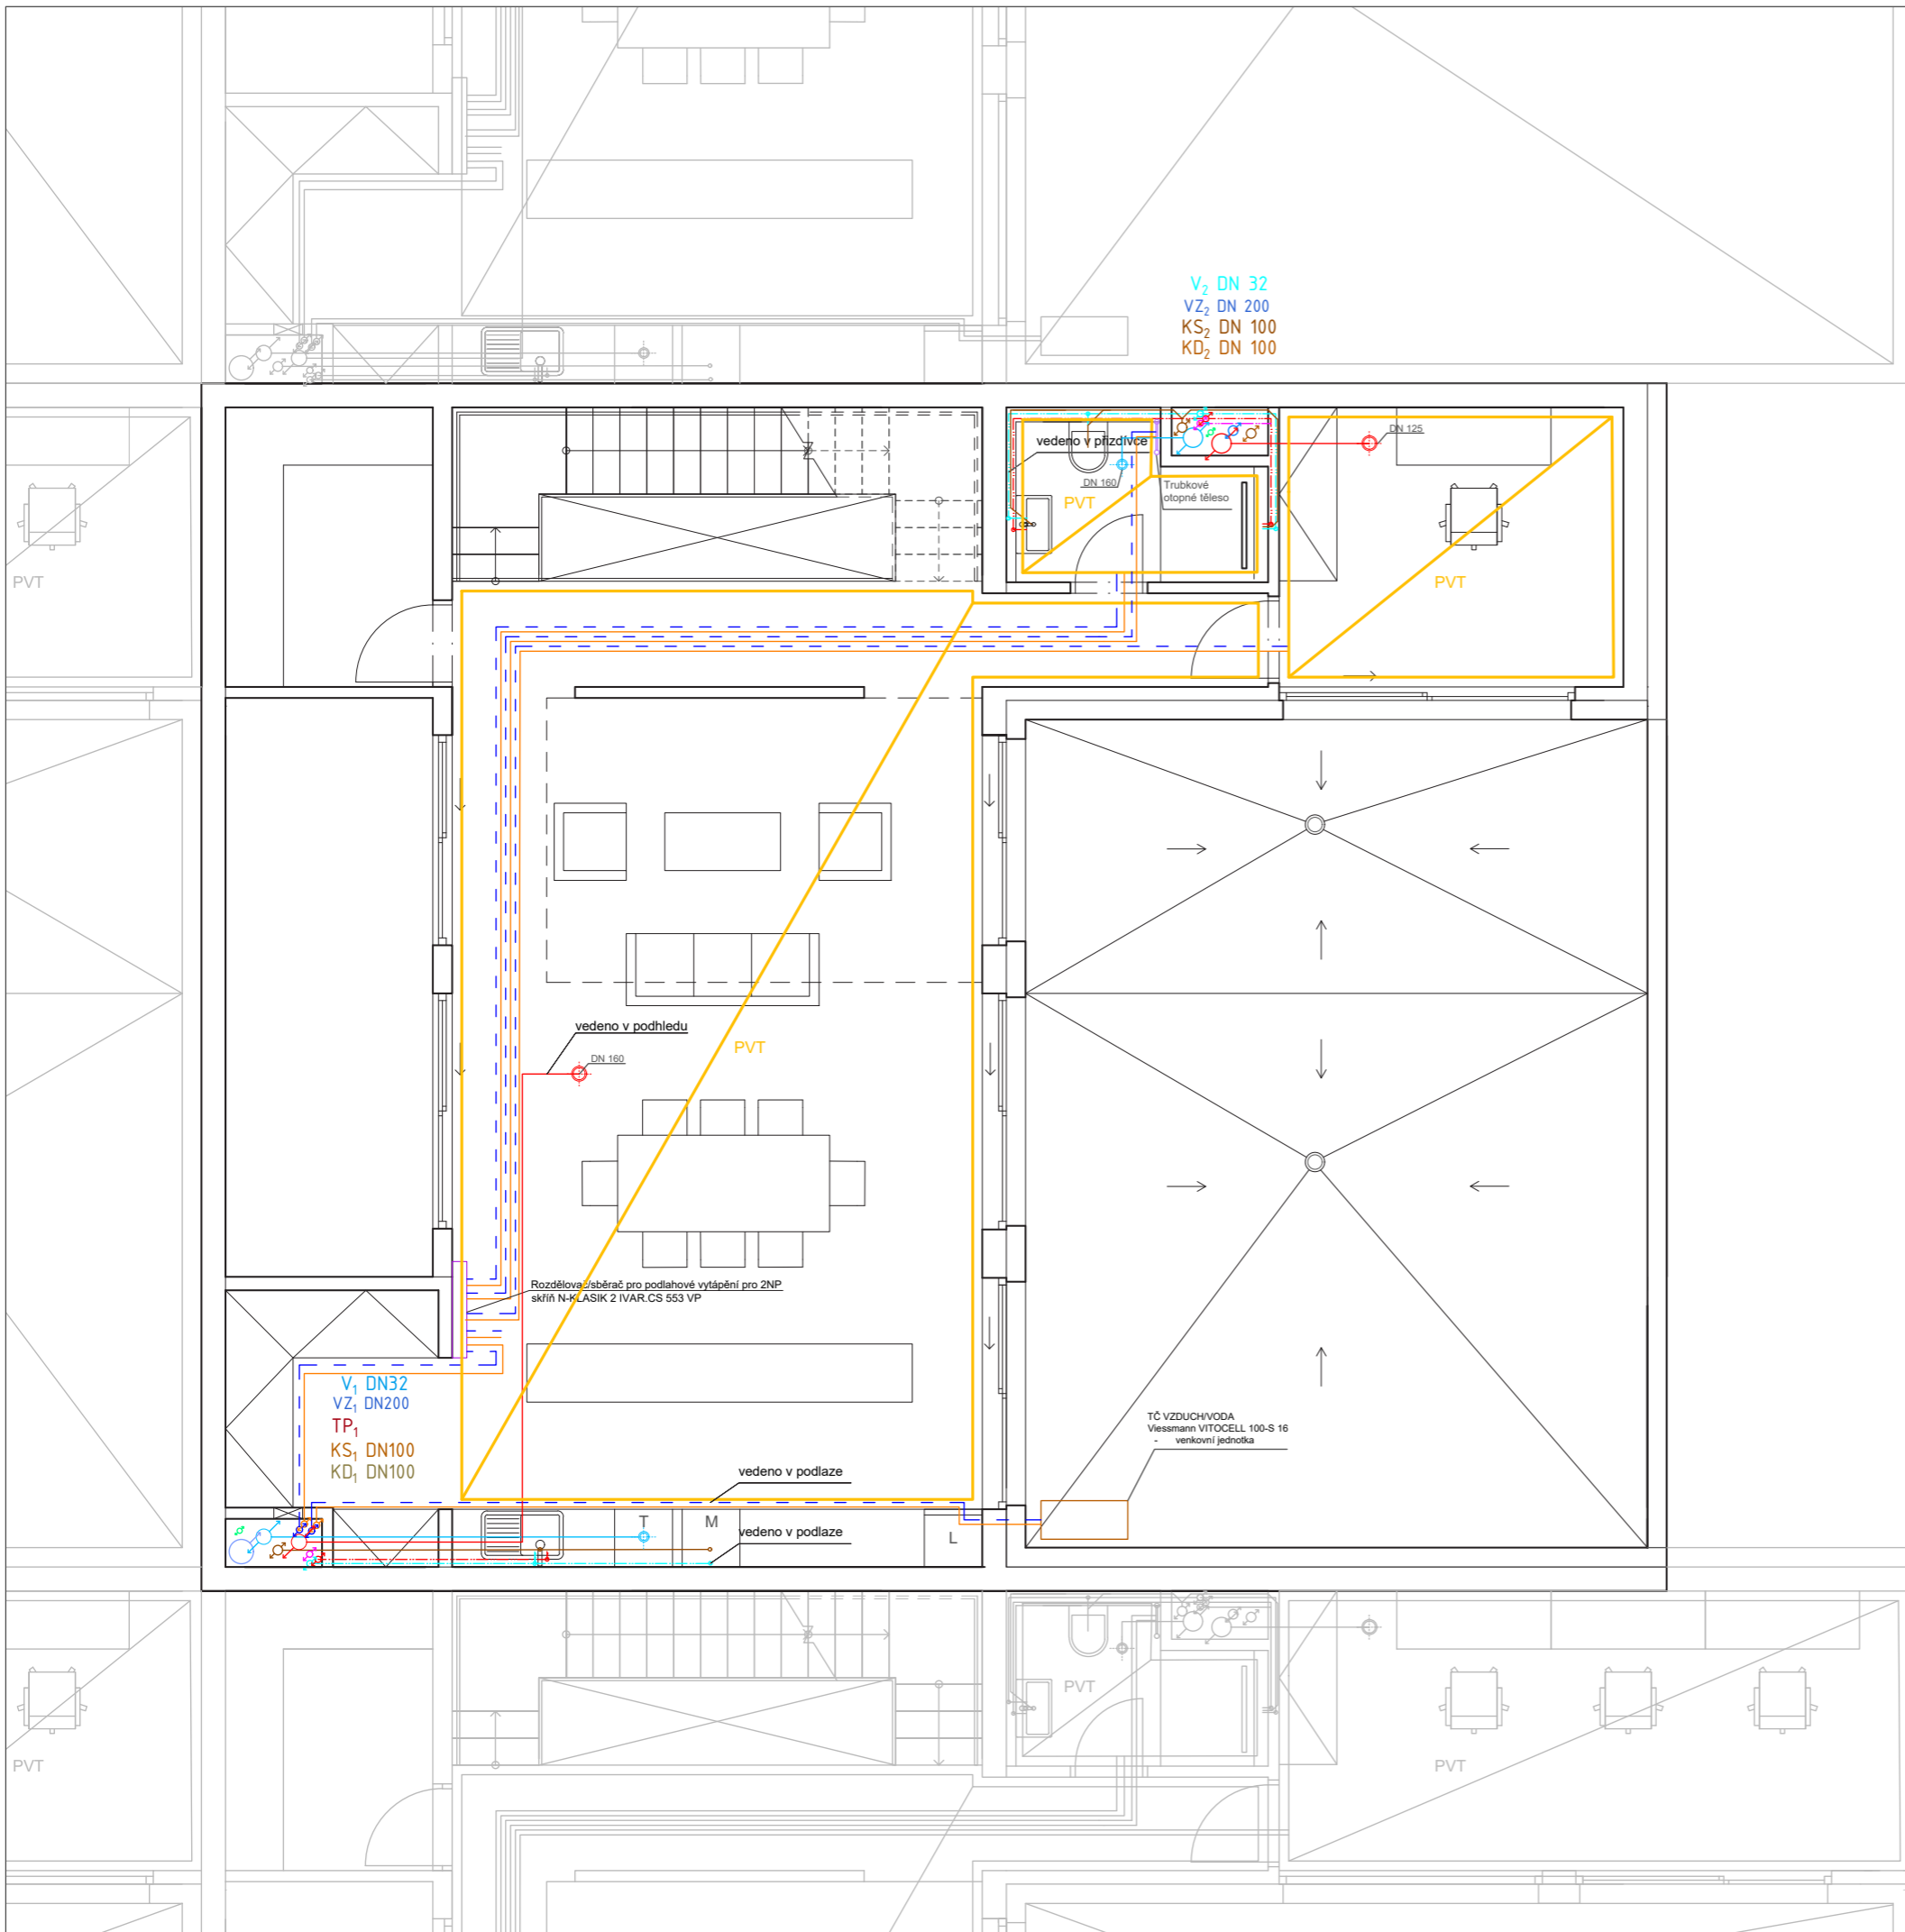 V₂ DN 32
VZ₂ DN 200
KS₂ DN 100
KD₂ DN 100
DN 125
vedeno v přizdívce
DN 160
Trubkové
otopné těleso
PVT
PVT
PVT
vedeno v podhledu
DN 160
PVT
Rozdělovač/sběrač pro podlahové vytápění pro 2NP
skříň N-KLASIK 2 IVAR.CS 553 VP
V₁ DN32
VZ₁ DN200
TP₁
KS₁ DN100
KD₁ DN100
TČ VZDUCH/VODA
Viessmann VITOCELL 100-S 16
- venkovní jednotka
vedeno v podlaze
T
M
vedeno v podlaze
L
PVT
PVT
PVT